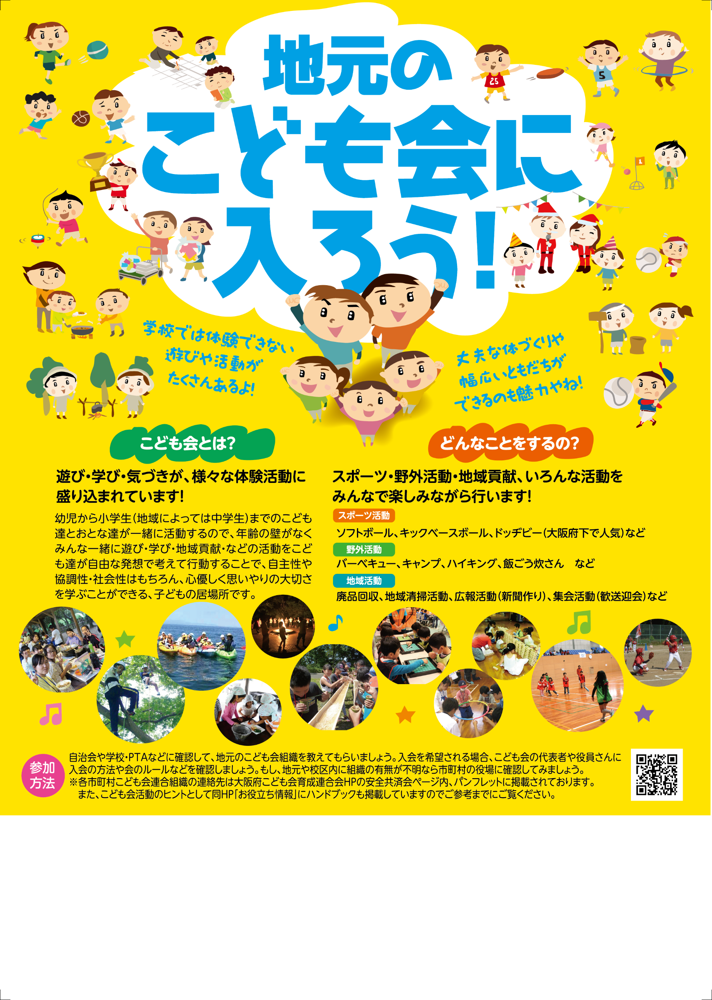 地元の
こども会に
入ろう!
25
5
1
学校では体験できない
遊びや活動が
たくさんあるよ!
丈夫な体づくりや
幅広いともだちが
できるのも魅力やね!
こども会とは?
遊び・学び・気づきが、様々な体験活動に
盛り込まれています!
幼児から小学生(地域によっては中学生)までのこども
達とおとな達が一緒に活動するので、年齢の壁がなく
みんな一緒に遊び・学び・地域貢献・などの活動をこど
も達が自由な発想で考えて行動することで、自主性や
協調性・社会性はもちろん、心優しく思いやりの大切さ
を学ぶことができる、子どもの居場所です。
どんなことをするの?
スポーツ・野外活動・地域貢献、いろんな活動を
みんなで楽しみながら行います!
スポーツ活動
ソフトボール、キックベースボール、ドッヂビー(大阪府下で人気)など
野外活動
バーベキュー、キャンプ、ハイキング、飯ごう炊さん　など
地域活動
廃品回収、地域清掃活動、広報活動(新聞作り)、集会活動(歓送迎会)など
参加
方法
自治会や学校・PTAなどに確認して、地元のこども会組織を教えてもらいましょう。入会を希望される場合、こども会の代表者や役員さんに
入会の方法や会のルールなどを確認しましょう。もし、地元や校区内に組織の有無が不明なら市町村の役場に確認してみましょう。
※各市町村こども会連合組織の連絡先は大阪府こども会育成連合会HPの安全共済会ページ内、パンフレットに掲載されております。
また、こども会活動のヒントとして同HP「お役立ち情報」にハンドブックも掲載していますのでご参考までにご覧ください。